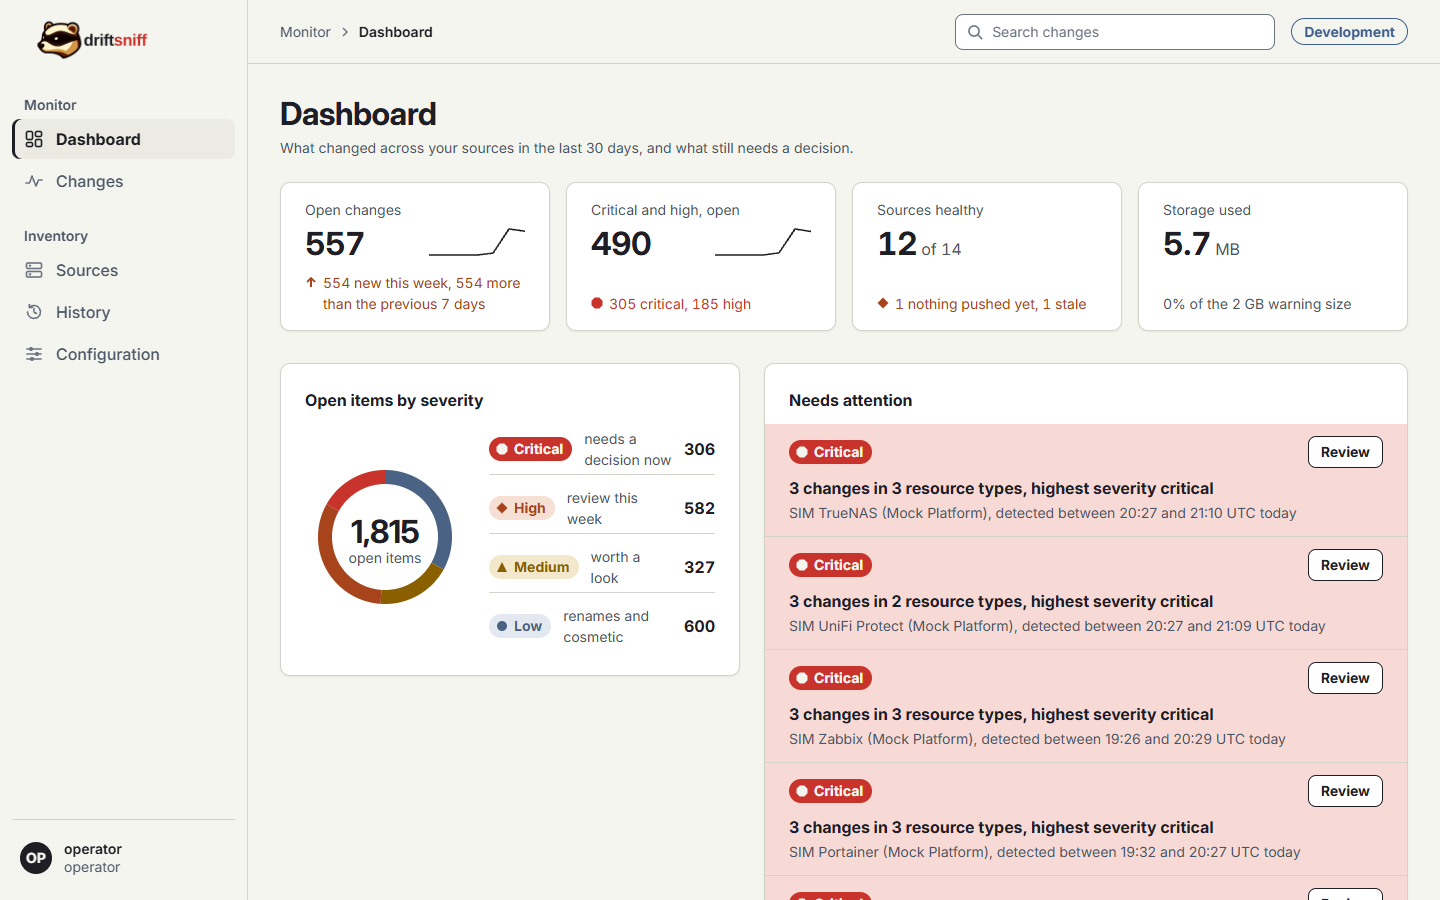 driftsniff
Monitor
Dashboard
Changes
Inventory
Sources
History
Configuration
OP
operator
operator
Monitor > Dashboard
Search changes
Development
Dashboard
What changed across your sources in the last 30 days, and what still needs a decision.
Open changes
557
554 new this week, 554 more
than the previous 7 days
Critical and high, open
490
305 critical, 185 high
Sources healthy
12 of 14
1 nothing pushed yet, 1 stale
Storage used
5.7 MB
0% of the 2 GB warning size
Open items by severity
1,815
open items
Critical
needs a
decision now
306
High
review this
week
582
Medium
worth a
look
327
Low
renames and
cosmetic
600
Needs attention
Critical
Review
3 changes in 3 resource types, highest severity critical
SIM TrueNAS (Mock Platform), detected between 20:27 and 21:10 UTC today
Critical
Review
3 changes in 2 resource types, highest severity critical
SIM UniFi Protect (Mock Platform), detected between 20:27 and 21:09 UTC today
Critical
Review
3 changes in 3 resource types, highest severity critical
SIM Zabbix (Mock Platform), detected between 19:26 and 20:29 UTC today
Critical
Review
3 changes in 3 resource types, highest severity critical
SIM Portainer (Mock Platform), detected between 19:32 and 20:27 UTC today